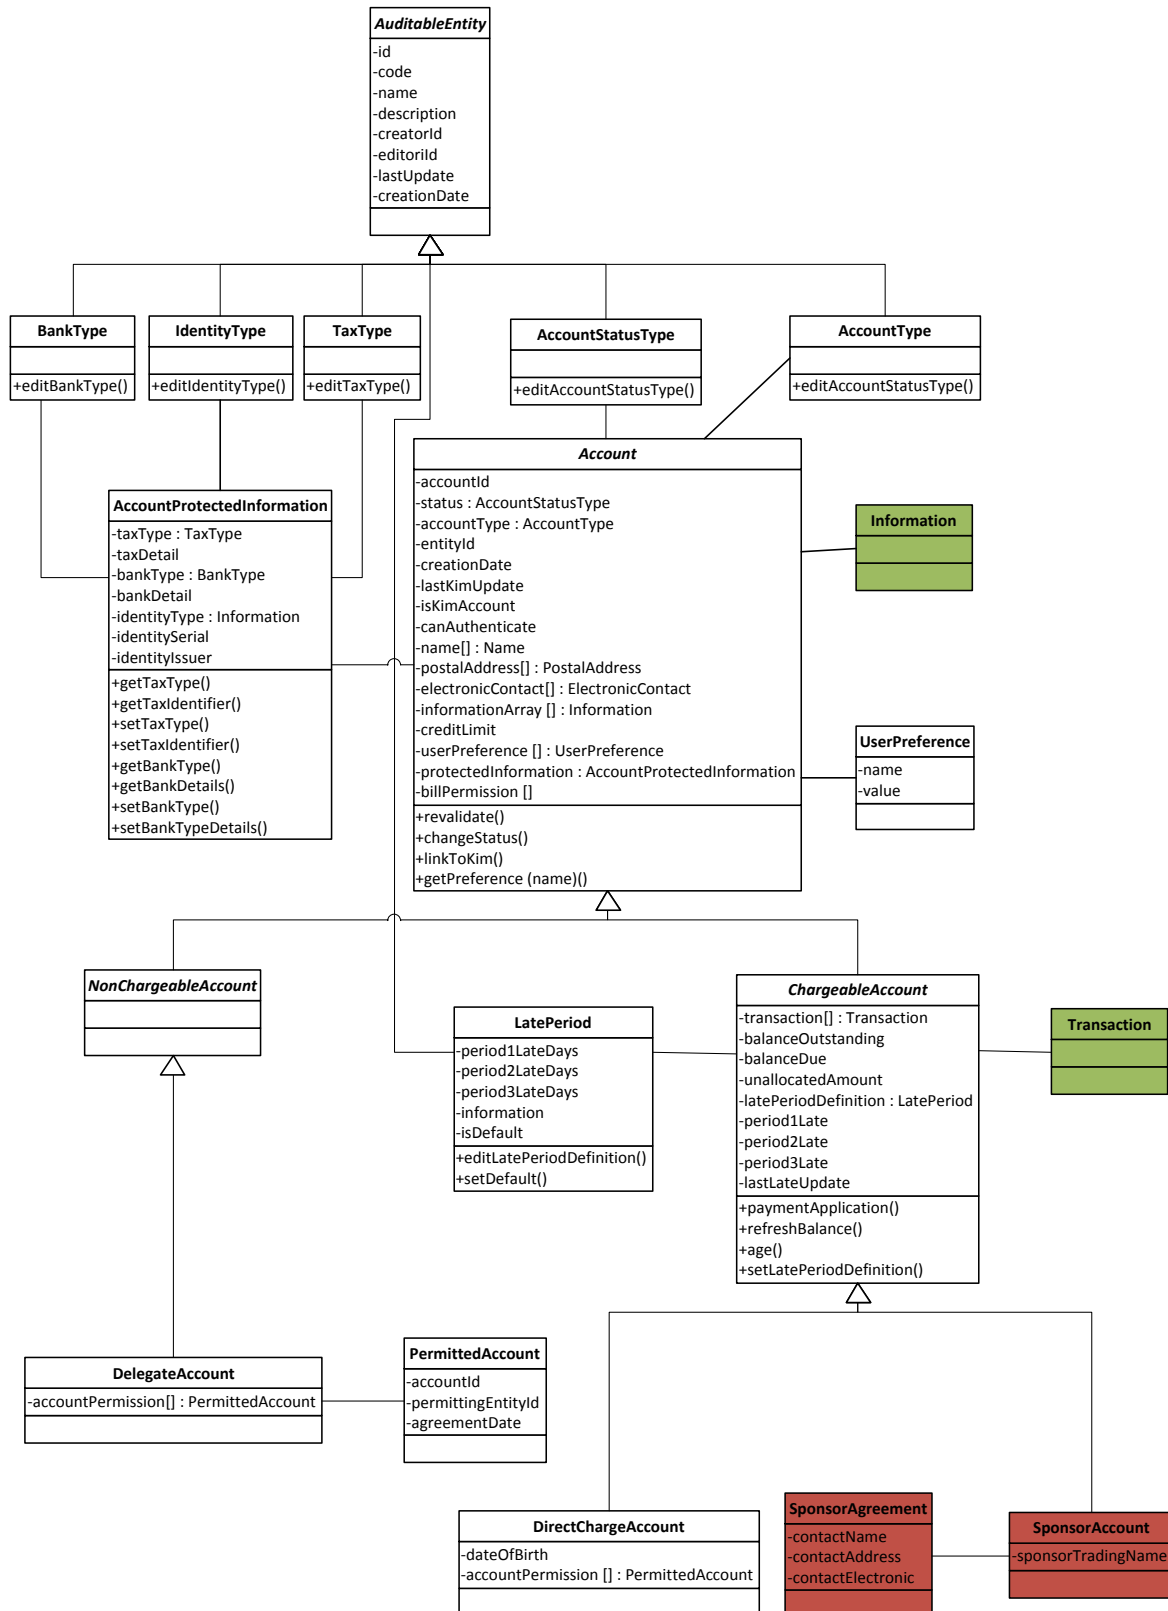 AuditableEntity
-id
-code
-name
-description
-creatorId
-editoriId
-lastUpdate
-creationDate
BankType
+editBankType()
IdentityType
+editIdentityType()
TaxType
+editTaxType()
AccountStatusType
+editAccountStatusType()
AccountType
+editAccountStatusType()
AccountProtectedInformation
-taxType : TaxType
-taxDetail
-bankType : BankType
-bankDetail
-identityType : Information
-identitySerial
-identityIssuer
+getTaxType()
+getTaxIdentifier()
+setTaxType()
+setTaxIdentifier()
+getBankType()
+getBankDetails()
+setBankType()
+setBankTypeDetails()
Account
-accountId
-status : AccountStatusType
-accountType : AccountType
-entityId
-creationDate
-lastKimUpdate
-isKimAccount
-canAuthenticate
-name[] : Name
-postalAddress[] : PostalAddress
-electronicContact[] : ElectronicContact
-informationArray [] : Information
-creditLimit
-userPreference [] : UserPreference
-protectedInformation : AccountProtectedInformation
-billPermission []
+revalidate()
+changeStatus()
+linkToKim()
+getPreference (name)()
Information
UserPreference
-name
-value
NonChargeableAccount
LatePeriod
-period1LateDays
-period2LateDays
-period3LateDays
-information
-isDefault
+editLatePeriodDefinition()
+setDefault()
ChargeableAccount
-transaction[] : Transaction
-balanceOutstanding
-balanceDue
-unallocatedAmount
-latePeriodDefinition : LatePeriod
-period1Late
-period2Late
-period3Late
-lastLateUpdate
+paymentApplication()
+refreshBalance()
+age()
+setLatePeriodDefinition()
Transaction
DelegateAccount
-accountPermission[] : PermittedAccount
PermittedAccount
-accountId
-permittingEntityId
-agreementDate
DirectChargeAccount
-dateOfBirth
-accountPermission [] : PermittedAccount
SponsorAgreement
-contactName
-contactAddress
-contactElectronic
SponsorAccount
-sponsorTradingName